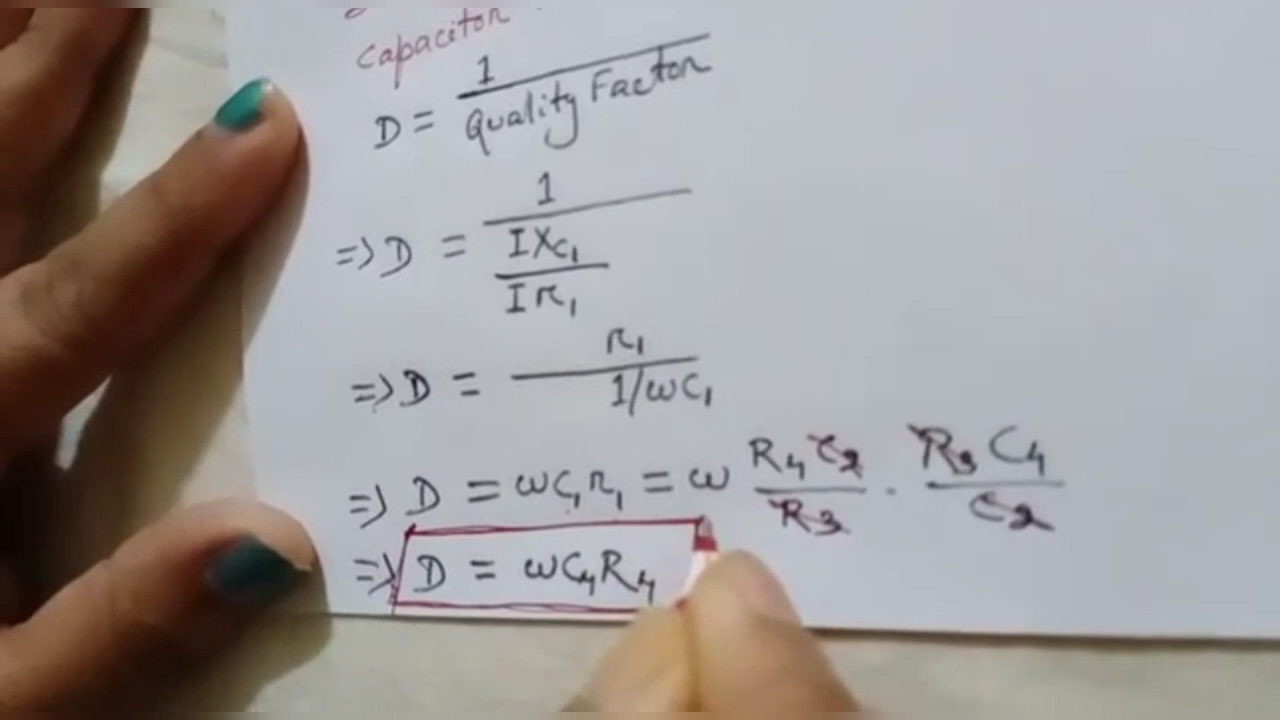 capacitor
D = 1 / Quality Factor
=> D = 1 / (IXC₁ / Ir₁)
=> D = r₁ / (1/ωC₁)
=> D = ωC₁r₁ = ω R₄C₂ / R₃ . R₃C₄ / C₂
=> D = ωC₄R₄